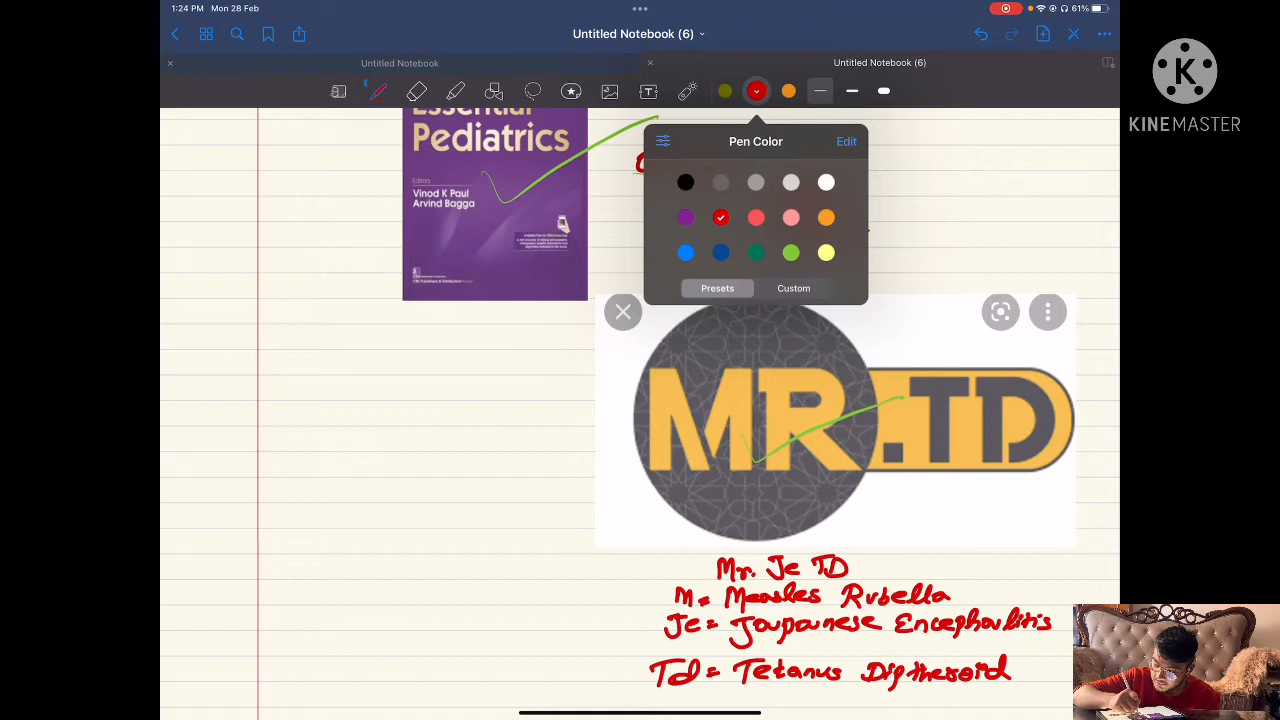 1:24 PM Mon 28 Feb
61%
Untitled Notebook (6)
Untitled Notebook
Untitled Notebook (6)
Essential
Pediatrics
Editors
Vinod K Paul
Arvind Bagga
Pen Color
Edit
Presets
Custom
K
KINEMASTER
MR.TD
Mr. Je TD
M = Measles Rubella
Je = Joupounese Encephoulitis
Td = Tetanus Diptheroid